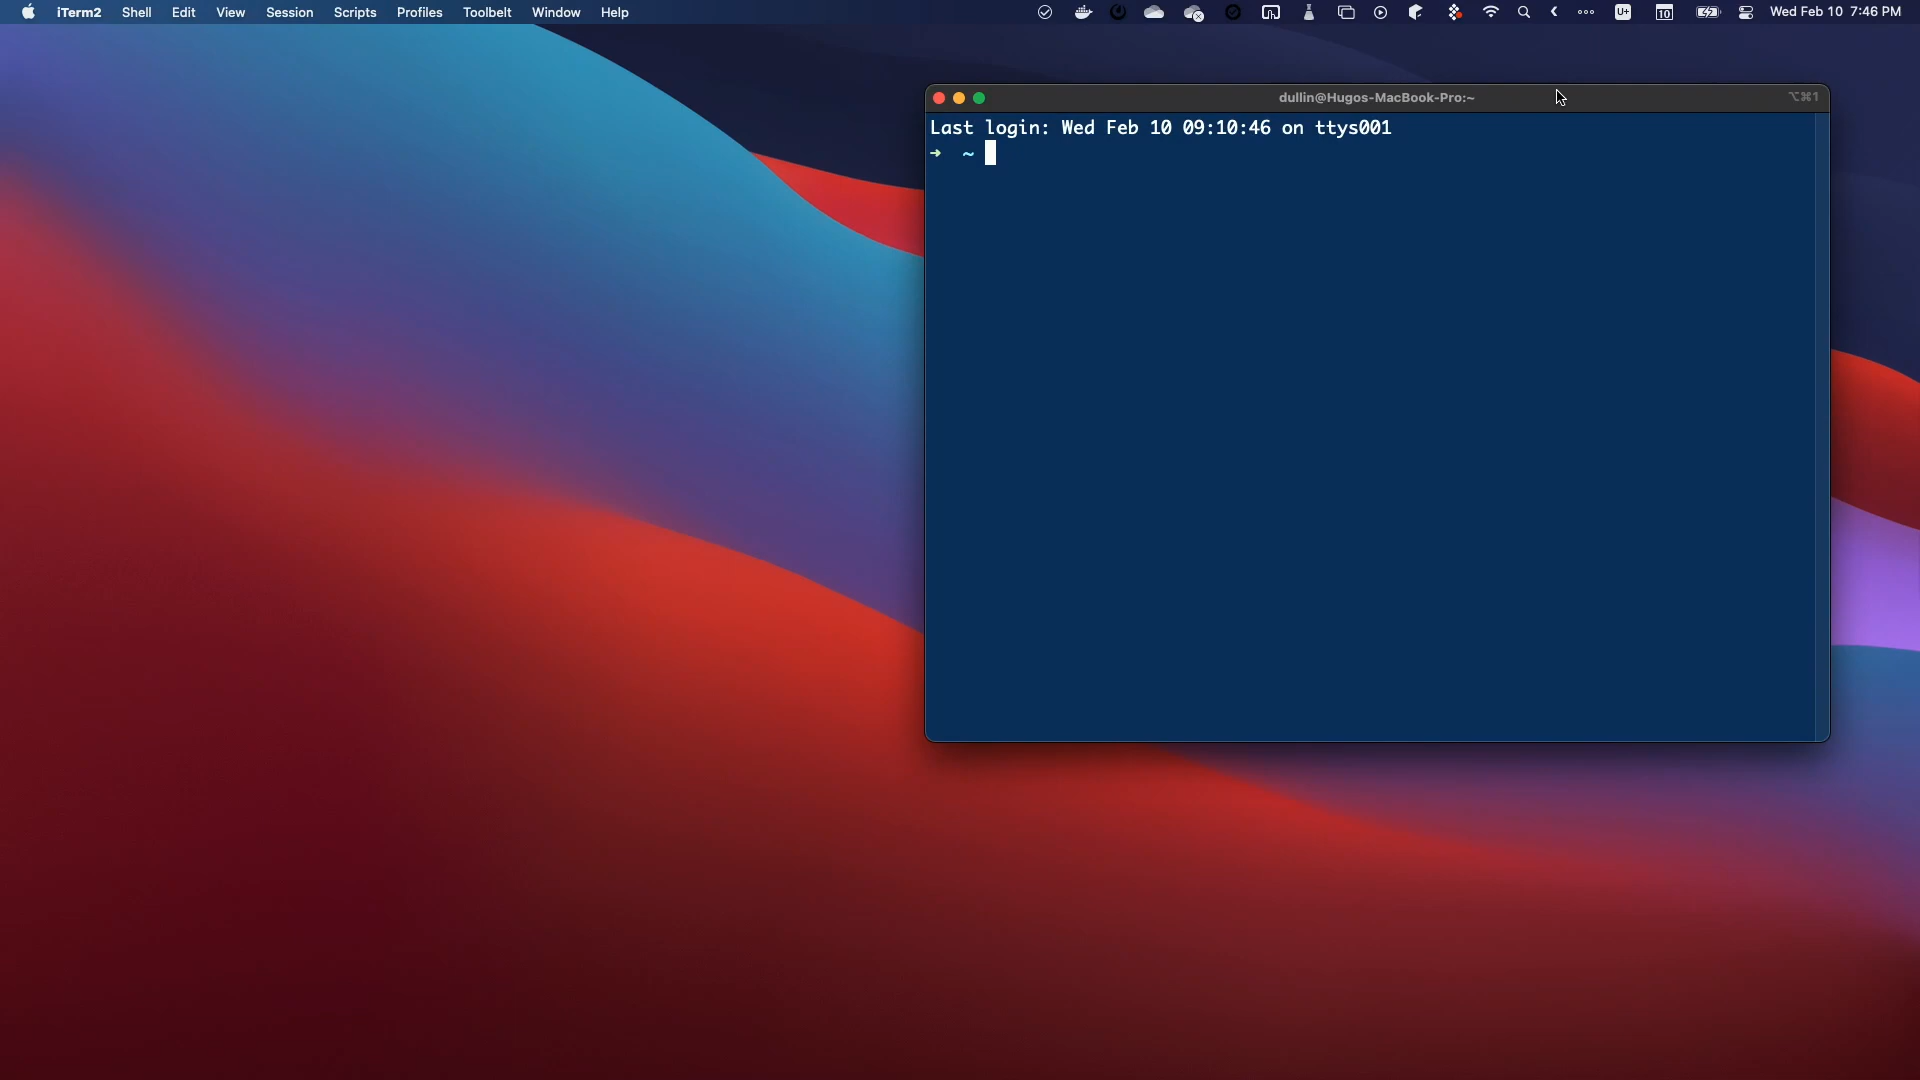 iTerm2 Shell Edit View Session Scripts Profiles Toolbelt Window Help U+ 10 Wed Feb 10 7:46 PM
dullin@Hugos-MacBook-Pro:~ ⌥⌘1
Last login: Wed Feb 10 09:10:46 on ttys001
➜ ~